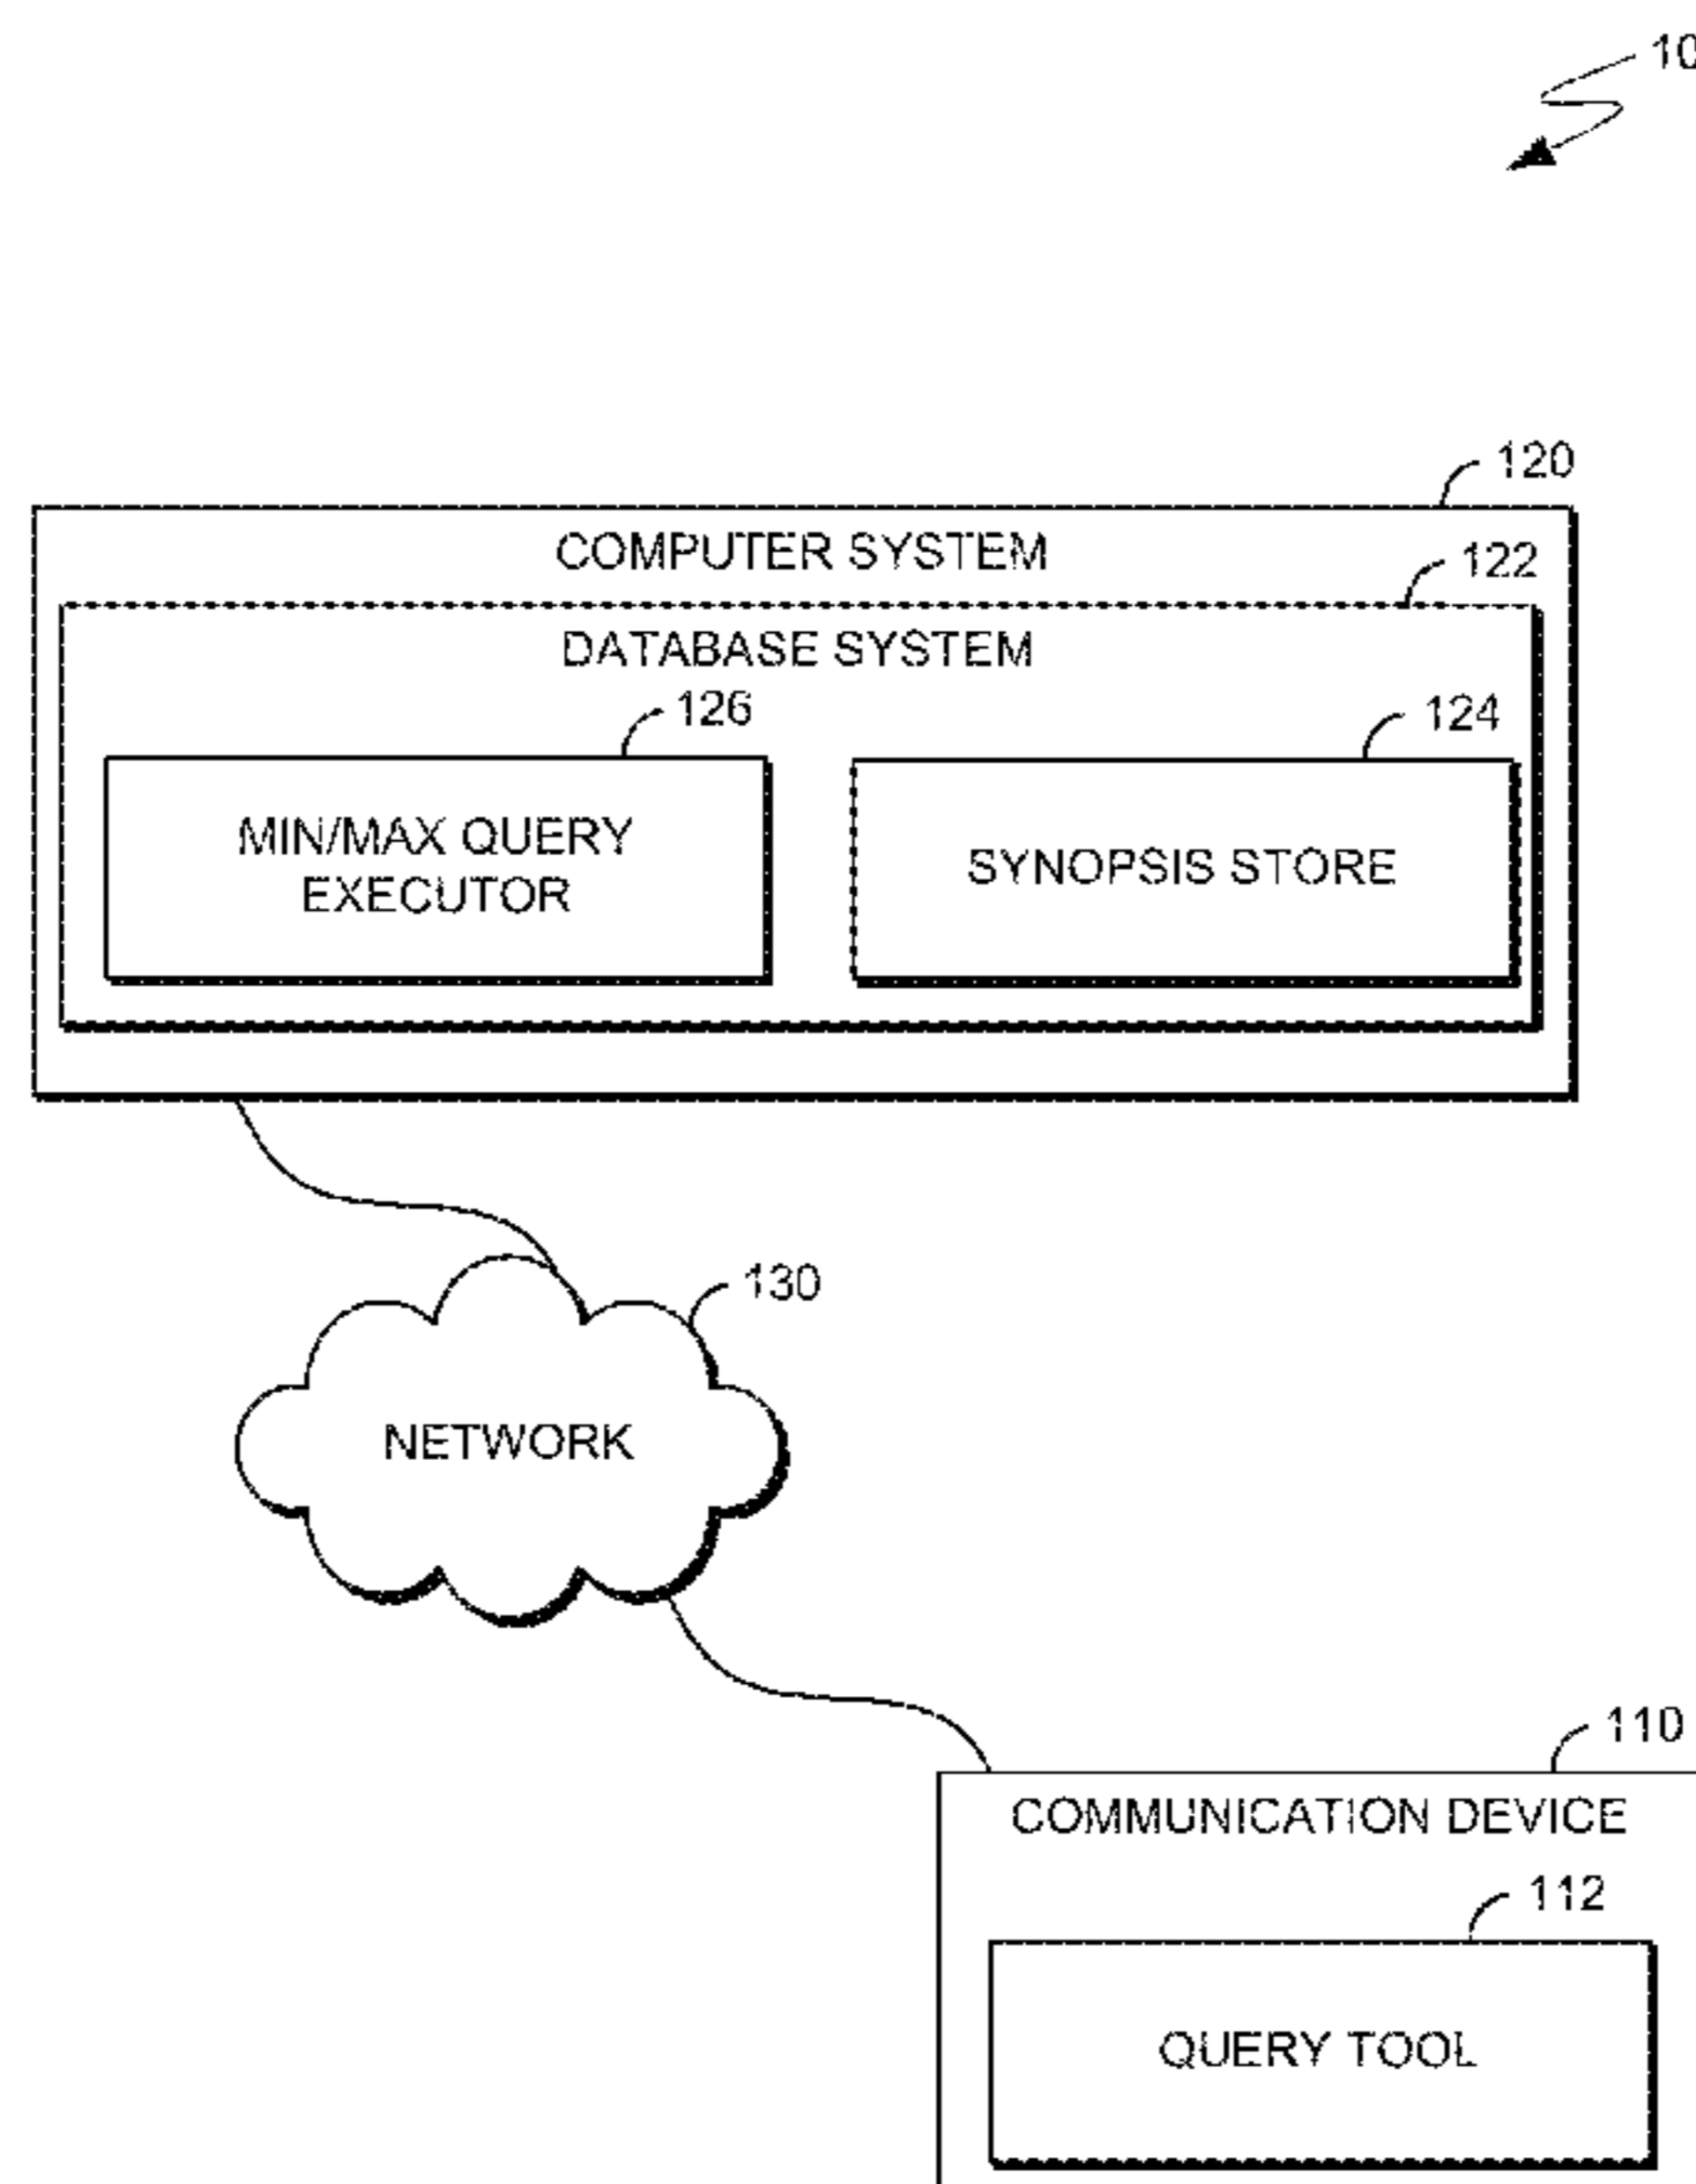 10
120
COMPUTER SYSTEM
122
DATABASE SYSTEM
126
124
MIN/MAX QUERY
EXECUTOR
SYNOPSIS STORE
130
NETWORK
110
COMMUNICATION DEVICE
112
QUERY TOOL